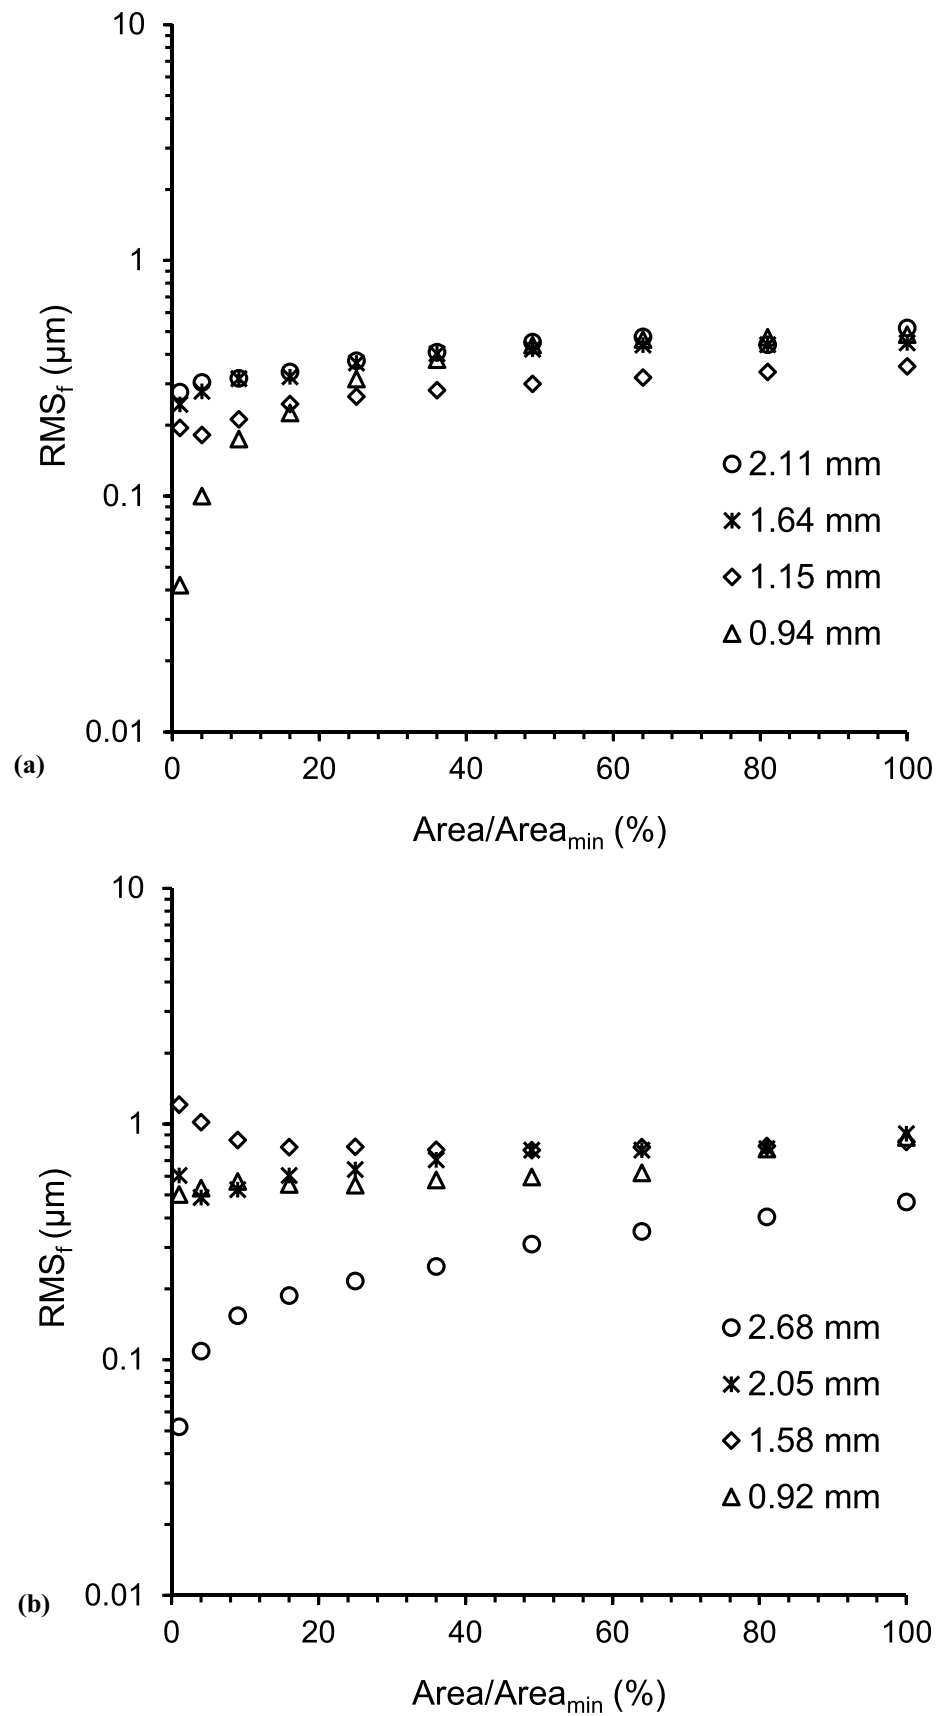 10
1
0.1
0.01
RMSf (μm)
2.11 mm
1.64 mm
1.15 mm
0.94 mm
(a)
0 20 40 60 80 100
Area/Areamin (%)
10
1
0.1
0.01
RMSf (μm)
2.68 mm
2.05 mm
1.58 mm
0.92 mm
(b)
0 20 40 60 80 100
Area/Areamin (%)